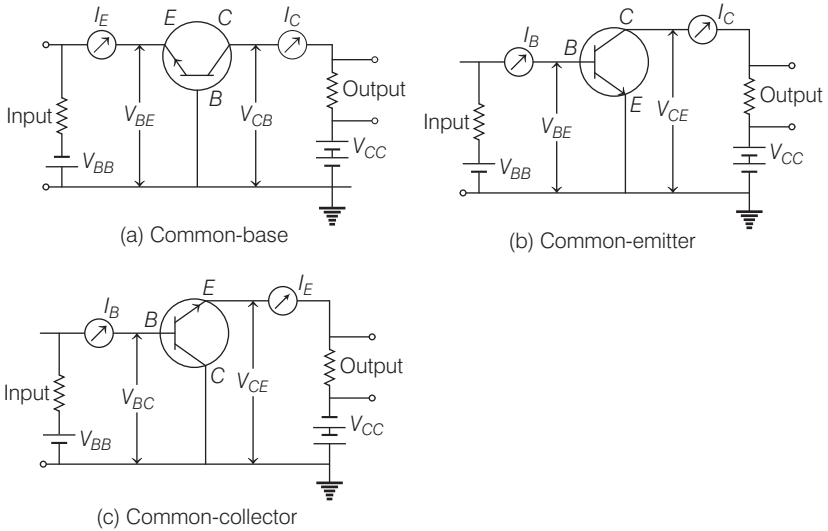 I_E E C I_C
Input V_BE B V_CB Output
V_BB V_CC
(a) Common-base
I_B B C I_C
Input V_BE E V_CE Output
V_BB V_CC
(b) Common-emitter
I_B B E I_E
Input V_BC C V_CE Output
V_BB V_CC
(c) Common-collector